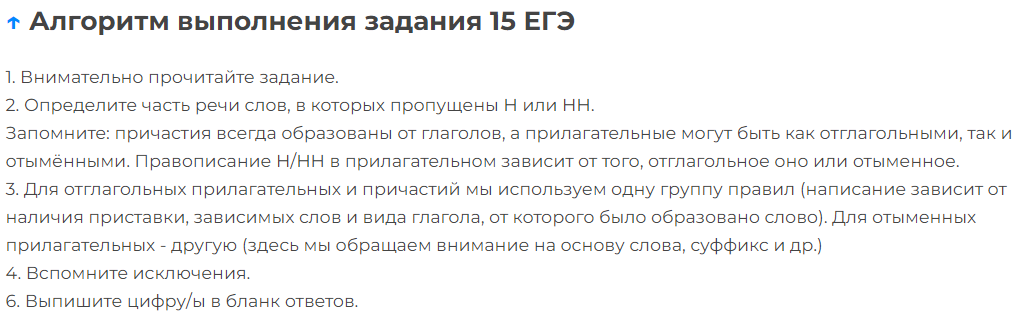 ↑ Алгоритм выполнения задания 15 ЕГЭ
1. Внимательно прочитайте задание.
2. Определите часть речи слов, в которых пропущены Н или НН.
Запомните: причастия всегда образованы от глаголов, а прилагательные могут быть как отглагольными, так и
отымёнными. Правописание Н/НН в прилагательном зависит от того, отглагольное оно или отыменное.
3. Для отглагольных прилагательных и причастий мы используем одну группу правил (написание зависит от
наличия приставки, зависимых слов и вида глагола, от которого было образовано слово). Для отыменных
прилагательных - другую (здесь мы обращаем внимание на основу слова, суффикс и др.)
4. Вспомните исключения.
6. Выпишите цифру/ы в бланк ответов.